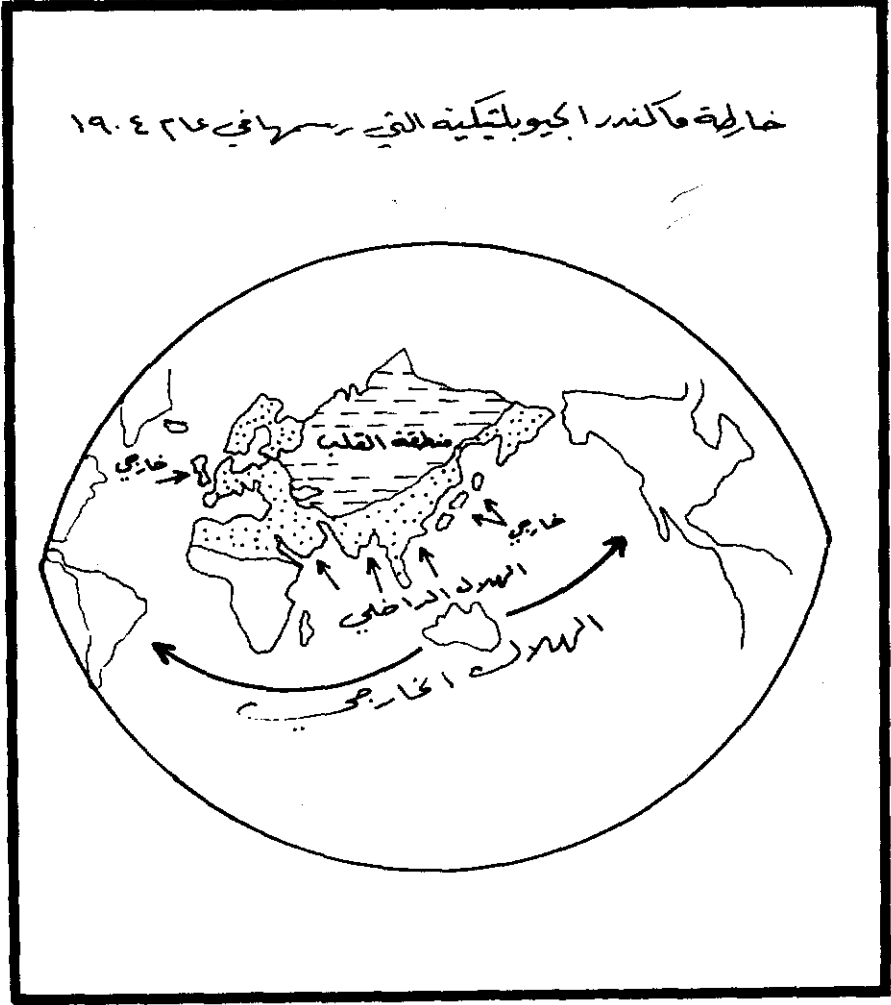 خارطة ماكندر الجيوبلتيكية التي رسمها في عام ١٩٠٤
منطقة القلب
خارجي
خارجي
الهلال الداخلي
الهلال الخارجي